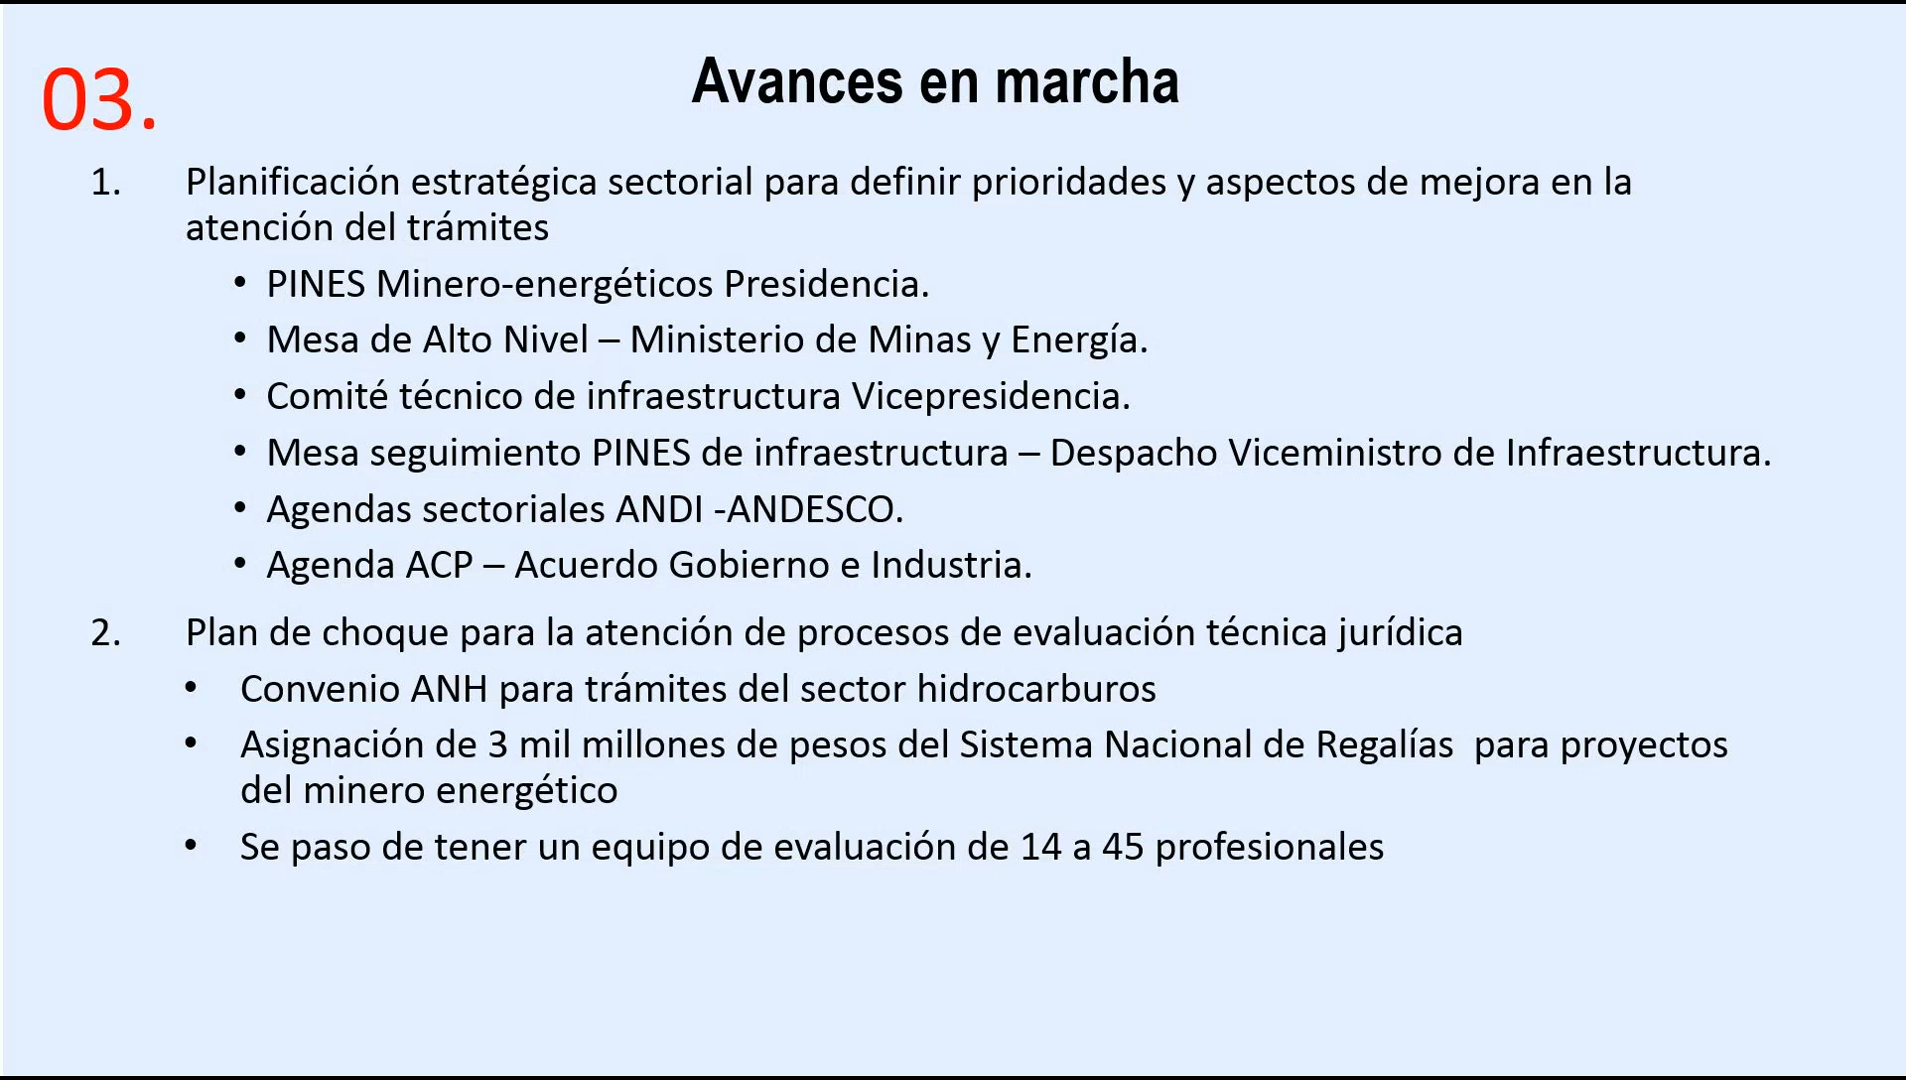 03.
Avances en marcha
1. Planificación estratégica sectorial para definir prioridades y aspectos de mejora en la
atención del trámites
• PINES Minero-energéticos Presidencia.
• Mesa de Alto Nivel – Ministerio de Minas y Energía.
• Comité técnico de infraestructura Vicepresidencia.
• Mesa seguimiento PINES de infraestructura – Despacho Viceministro de Infraestructura.
• Agendas sectoriales ANDI -ANDESCO.
• Agenda ACP – Acuerdo Gobierno e Industria.
2. Plan de choque para la atención de procesos de evaluación técnica jurídica
• Convenio ANH para trámites del sector hidrocarburos
• Asignación de 3 mil millones de pesos del Sistema Nacional de Regalías  para proyectos
del minero energético
• Se paso de tener un equipo de evaluación de 14 a 45 profesionales